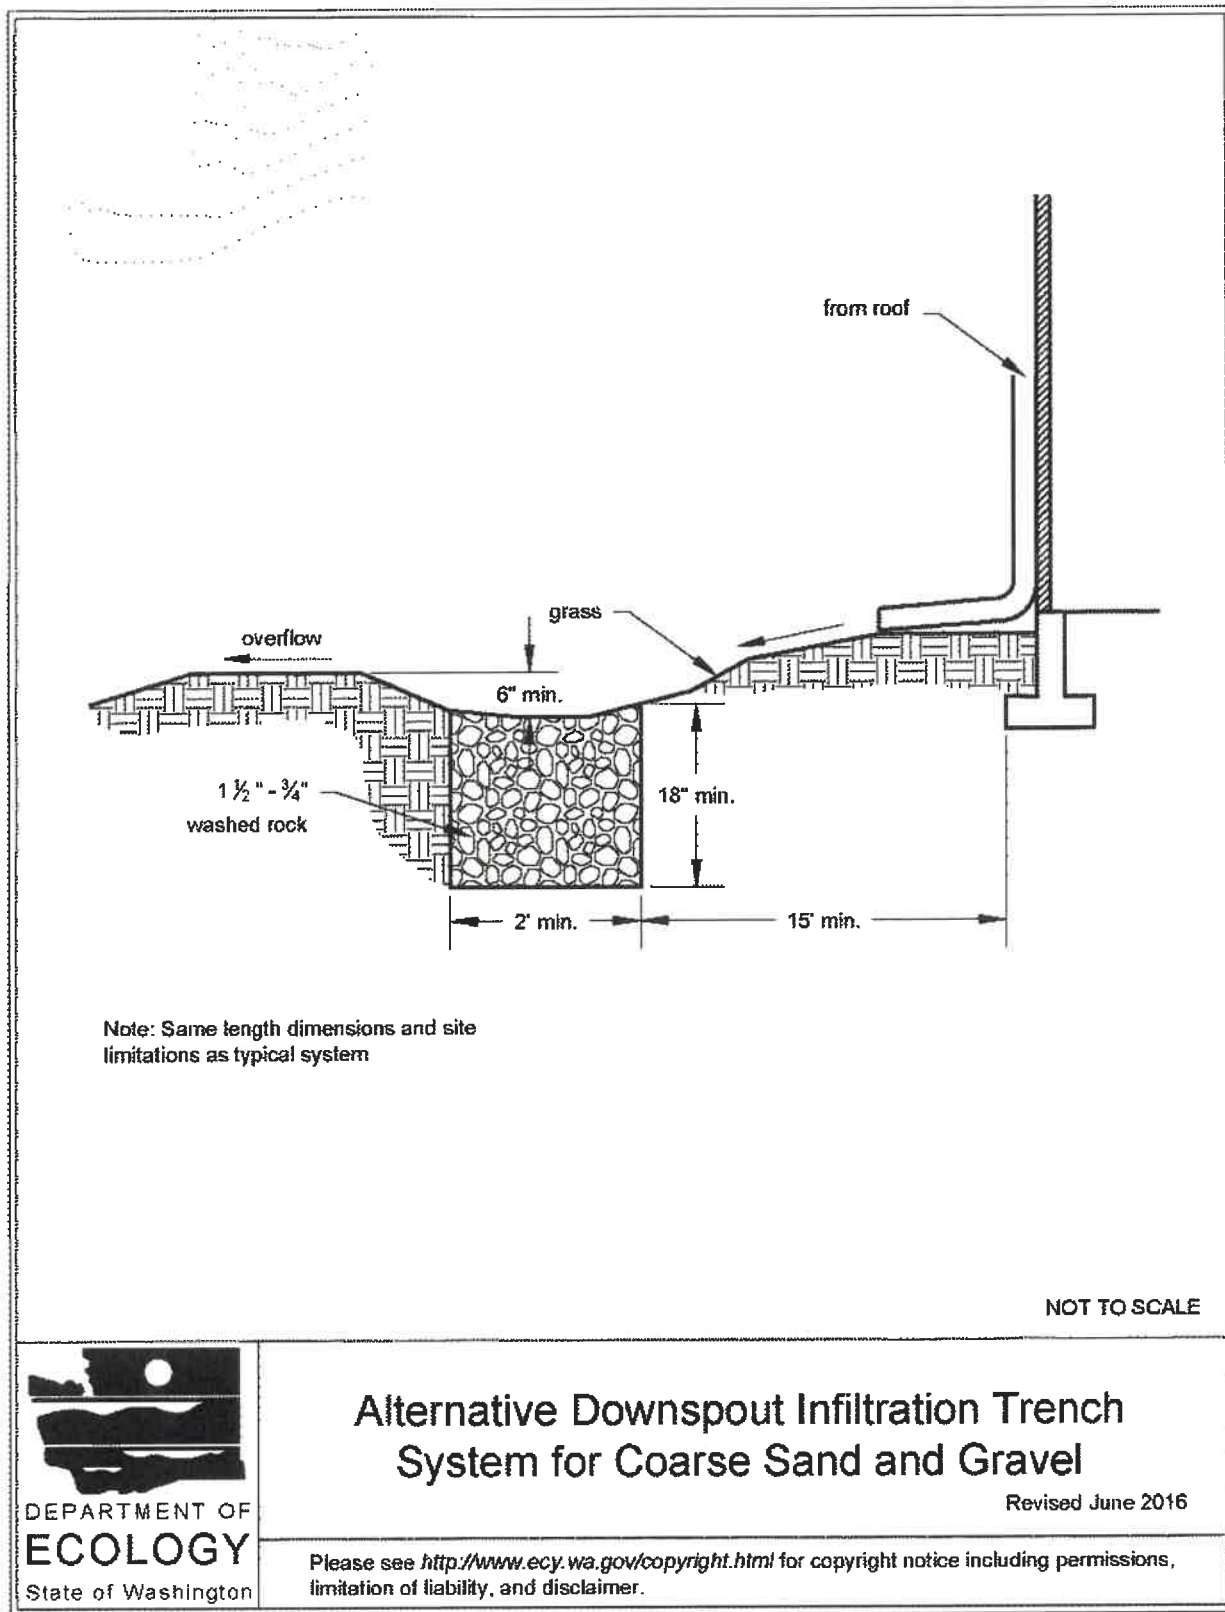 from roof
grass
overflow
6" min.
1 ½" - ¾"
washed rock
18" min.
2' min.
15' min.
Note: Same length dimensions and site
limitations as typical system
NOT TO SCALE
Alternative Downspout Infiltration Trench
System for Coarse Sand and Gravel
Revised June 2016
DEPARTMENT OF
ECOLOGY
State of Washington
Please see http://www.ecy.wa.gov/copyright.html for copyright notice including permissions,
limitation of liability, and disclaimer.